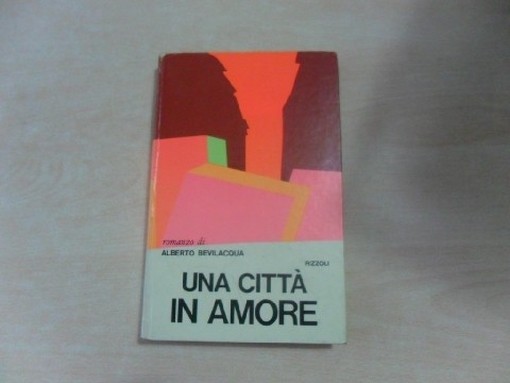 romanzo di
ALBERTO BEVILACQUA
RIZZOLI
UNA CITTÀ
IN AMORE